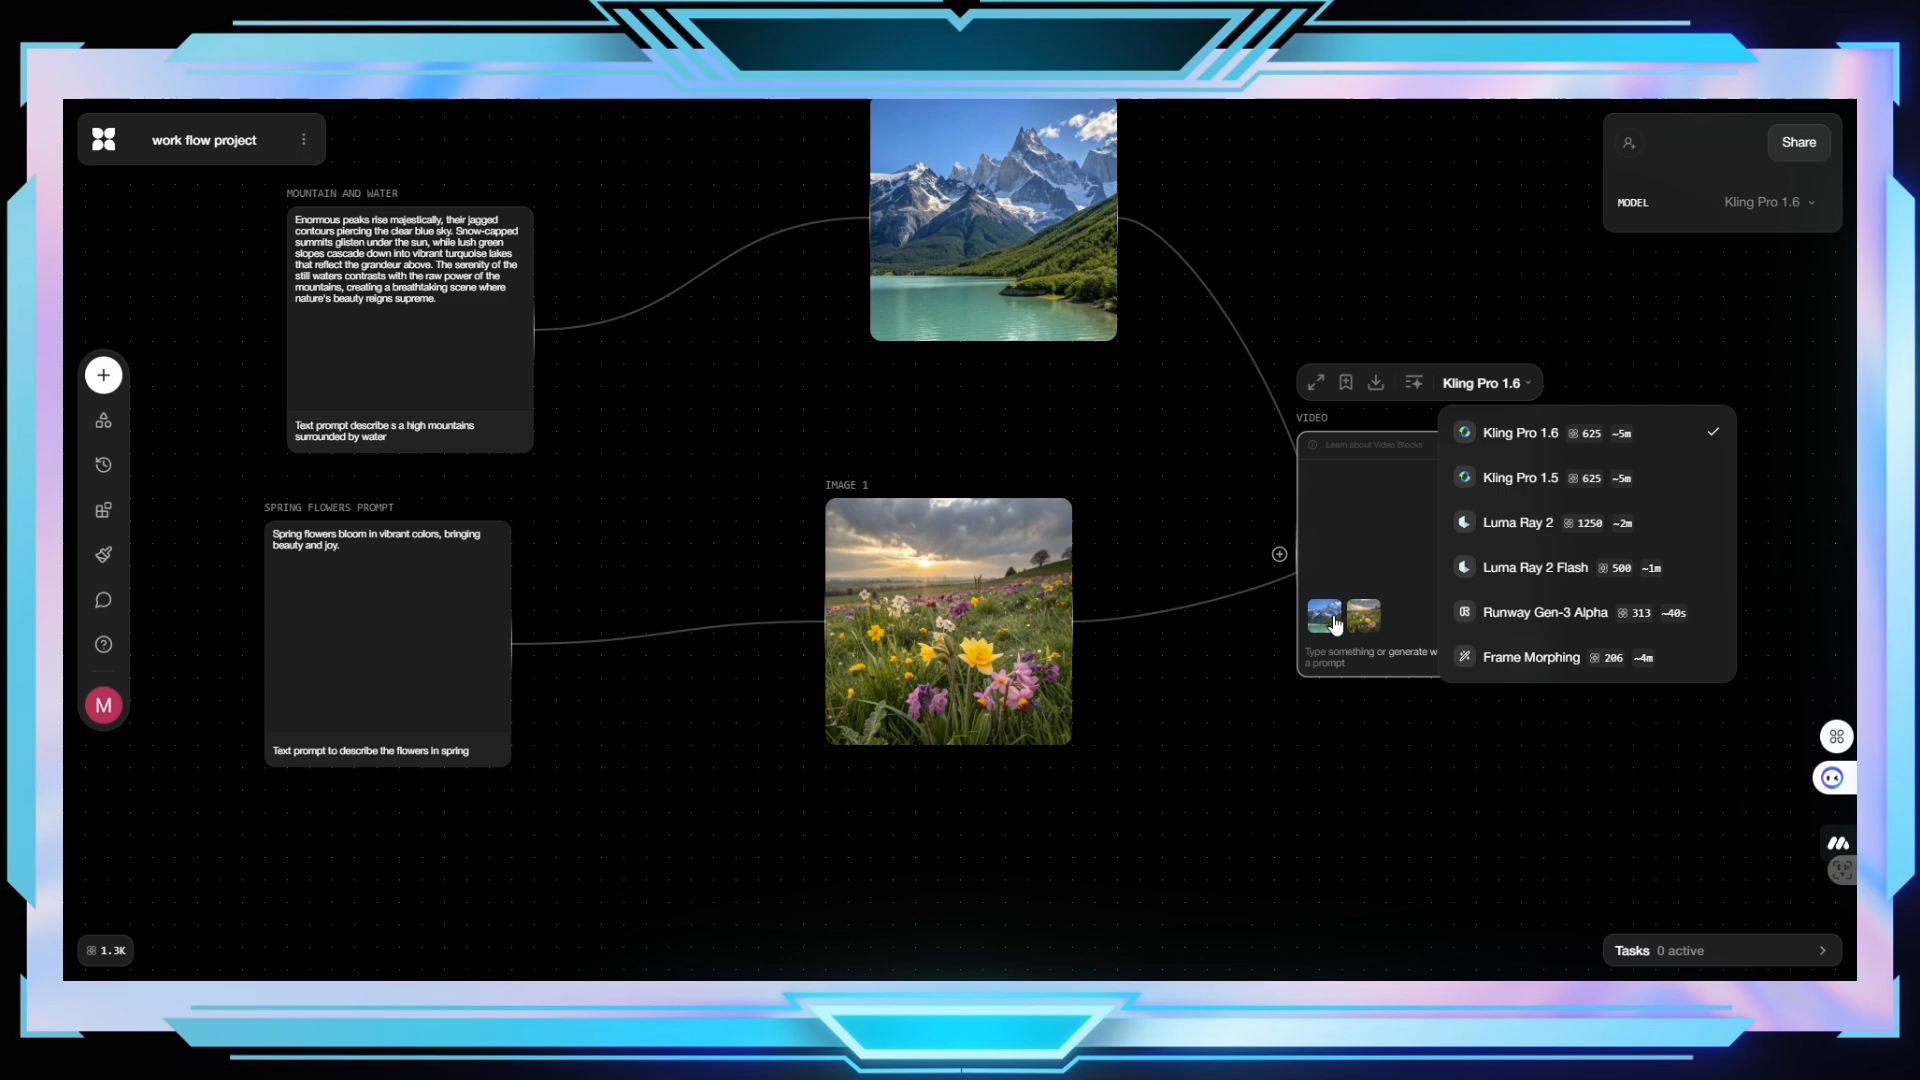 work flow project
Share
MODEL
Kling Pro 1.6
MOUNTAIN AND WATER
Enormous peaks rise majestically, their jagged
contours piercing the clear blue sky. Snow-capped
summits glisten under the sun, while lush green
slopes cascade down into vibrant turquoise lakes
that reflect the grandeur above. The serenity of the
still waters contrasts with the raw power of the
mountains, creating a breathtaking scene where
nature's beauty reigns supreme.
Text prompt describe s a high mountains
surrounded by water
SPRING FLOWERS PROMPT
Spring flowers bloom in vibrant colors, bringing
beauty and joy.
Text prompt to describe the flowers in spring
IMAGE 1
Kling Pro 1.6
VIDEO
Learn about Video Blocks
Type something or generate w
a prompt
Kling Pro 1.6 625 ~5m
Kling Pro 1.5 625 ~5m
Luma Ray 2 1250 ~2m
Luma Ray 2 Flash 500 ~1m
Runway Gen-3 Alpha 313 ~40s
Frame Morphing 206 ~4m
M
1.3K
Tasks 0 active